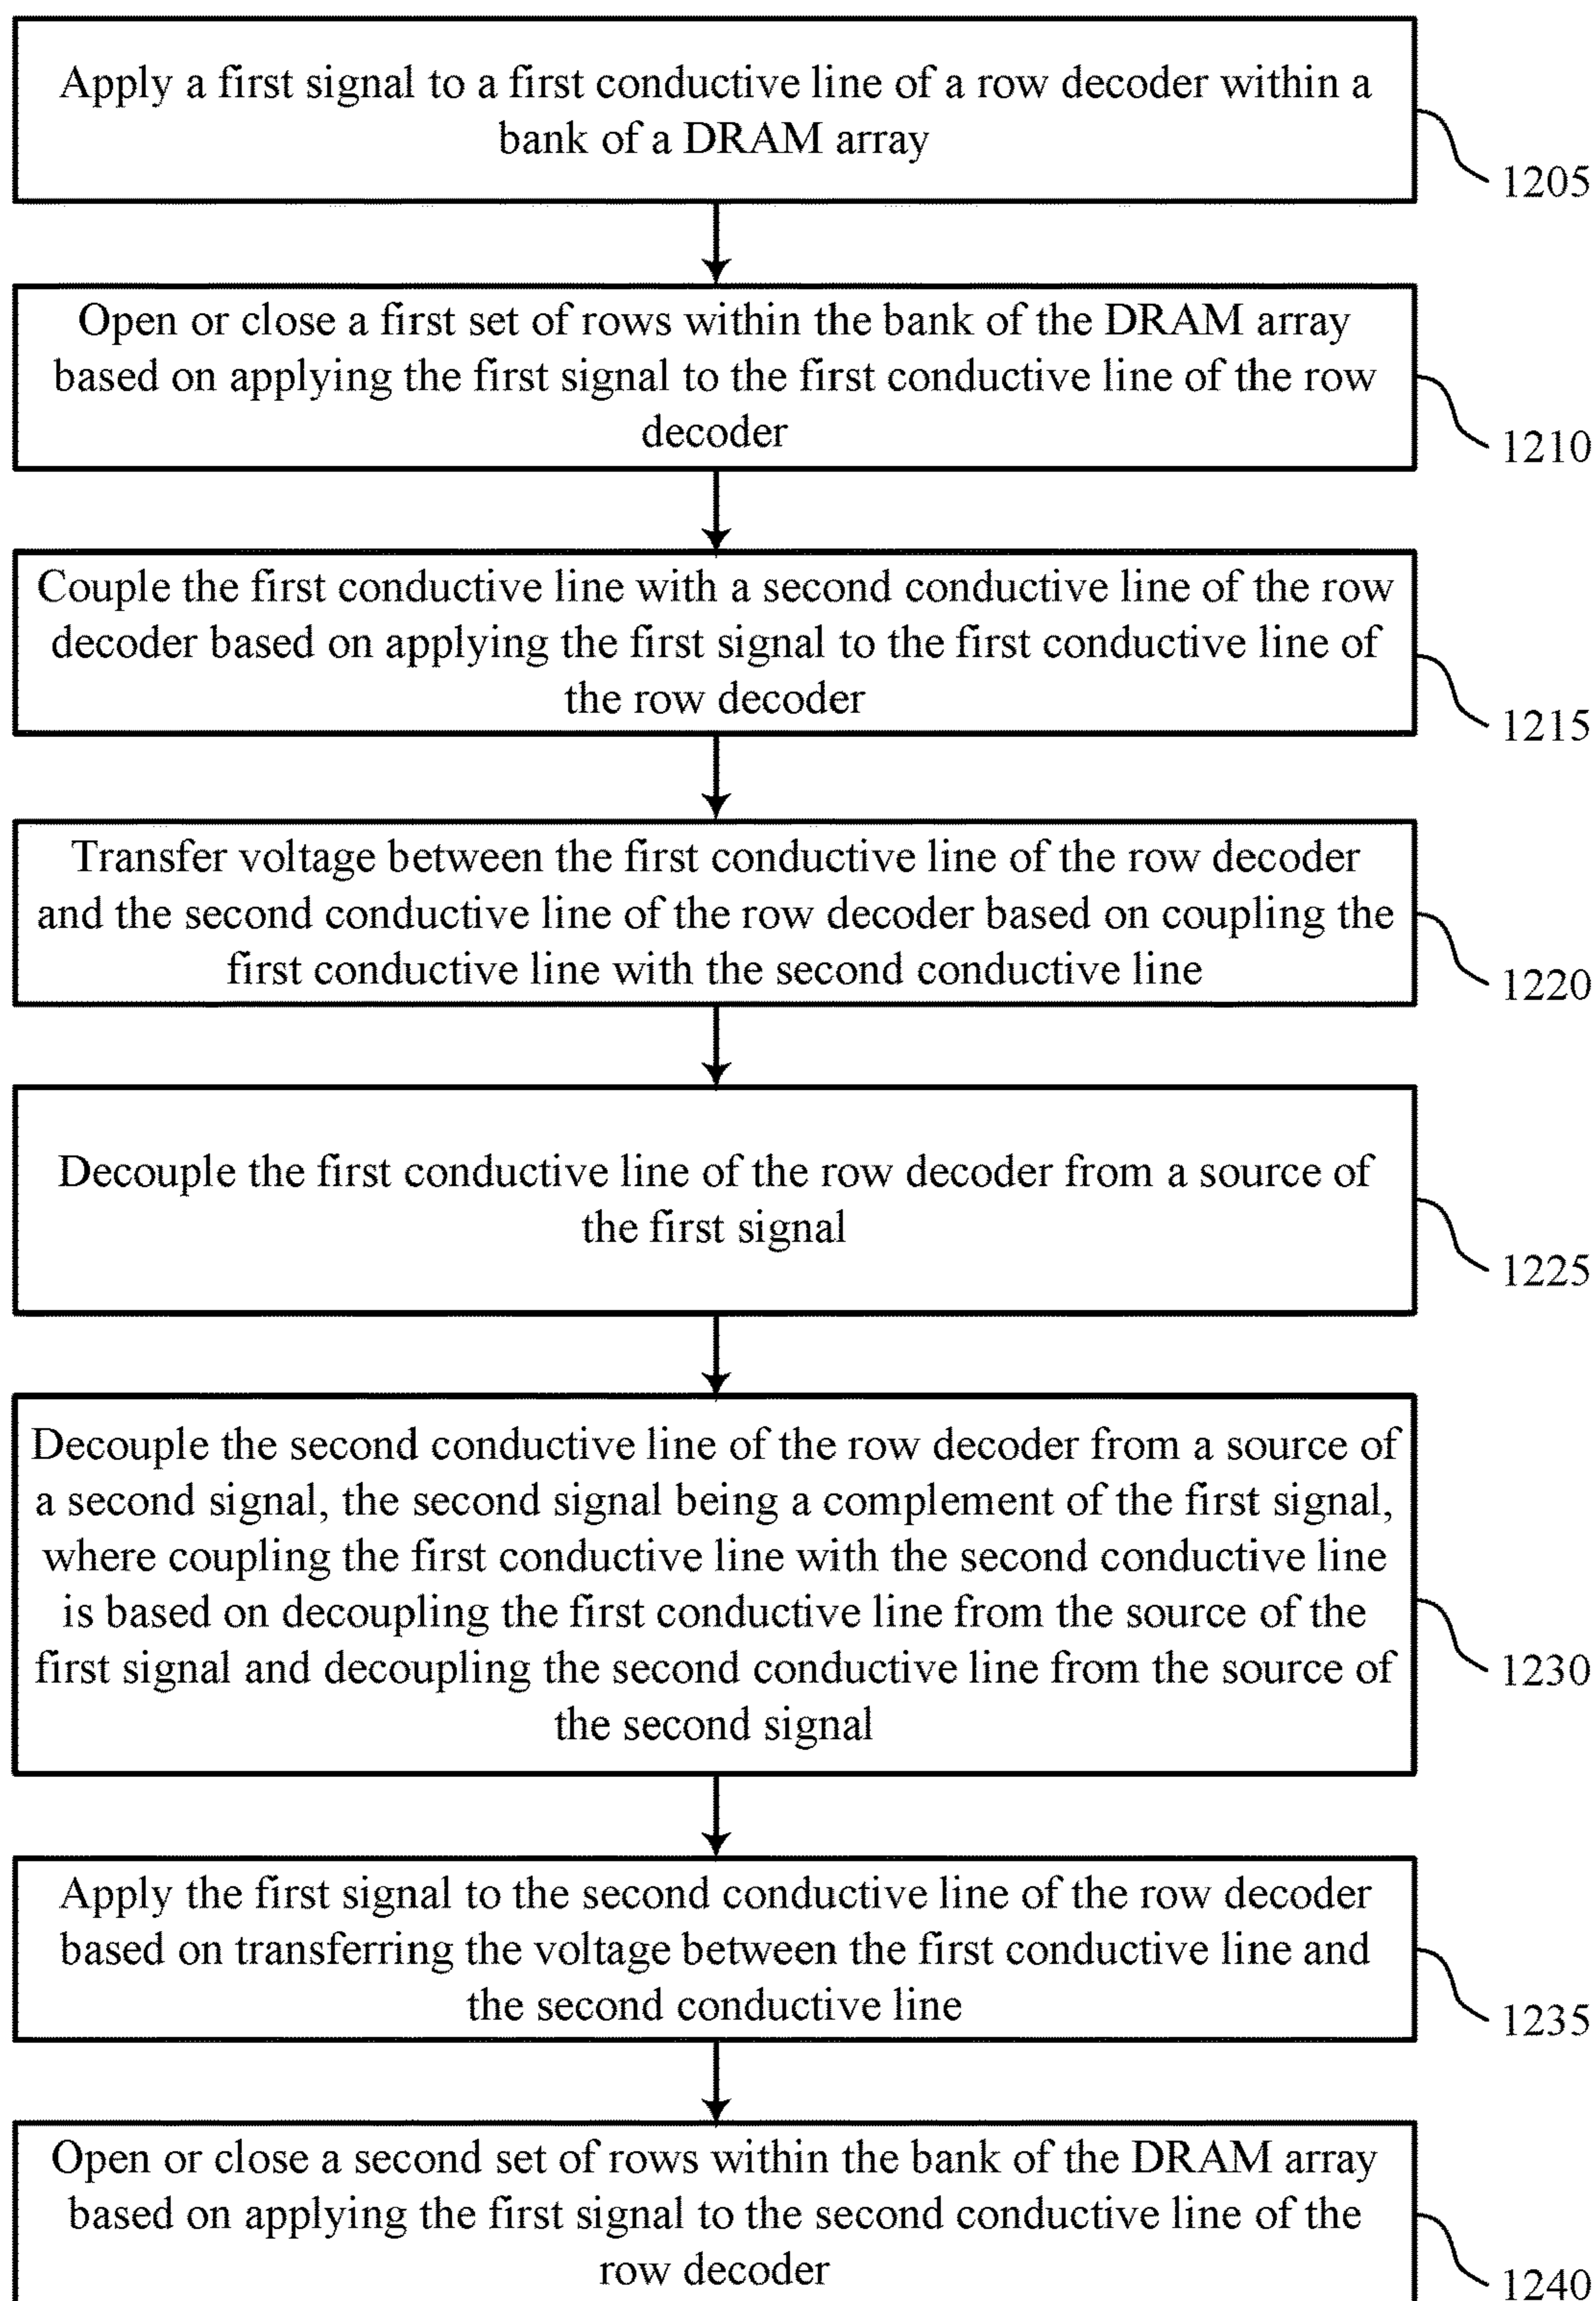 Apply a first signal to a first conductive line of a row decoder within a
bank of a DRAM array
1205
Open or close a first set of rows within the bank of the DRAM array
based on applying the first signal to the first conductive line of the row
decoder
1210
Couple the first conductive line with a second conductive line of the row
decoder based on applying the first signal to the first conductive line of
the row decoder
1215
Transfer voltage between the first conductive line of the row decoder
and the second conductive line of the row decoder based on coupling the
first conductive line with the second conductive line
1220
Decouple the first conductive line of the row decoder from a source of
the first signal
1225
Decouple the second conductive line of the row decoder from a source of
a second signal, the second signal being a complement of the first signal,
where coupling the first conductive line with the second conductive line
is based on decoupling the first conductive line from the source of the
first signal and decoupling the second conductive line from the source of
the second signal
1230
Apply the first signal to the second conductive line of the row decoder
based on transferring the voltage between the first conductive line and
the second conductive line
1235
Open or close a second set of rows within the bank of the DRAM array
based on applying the first signal to the second conductive line of the
row decoder
1240